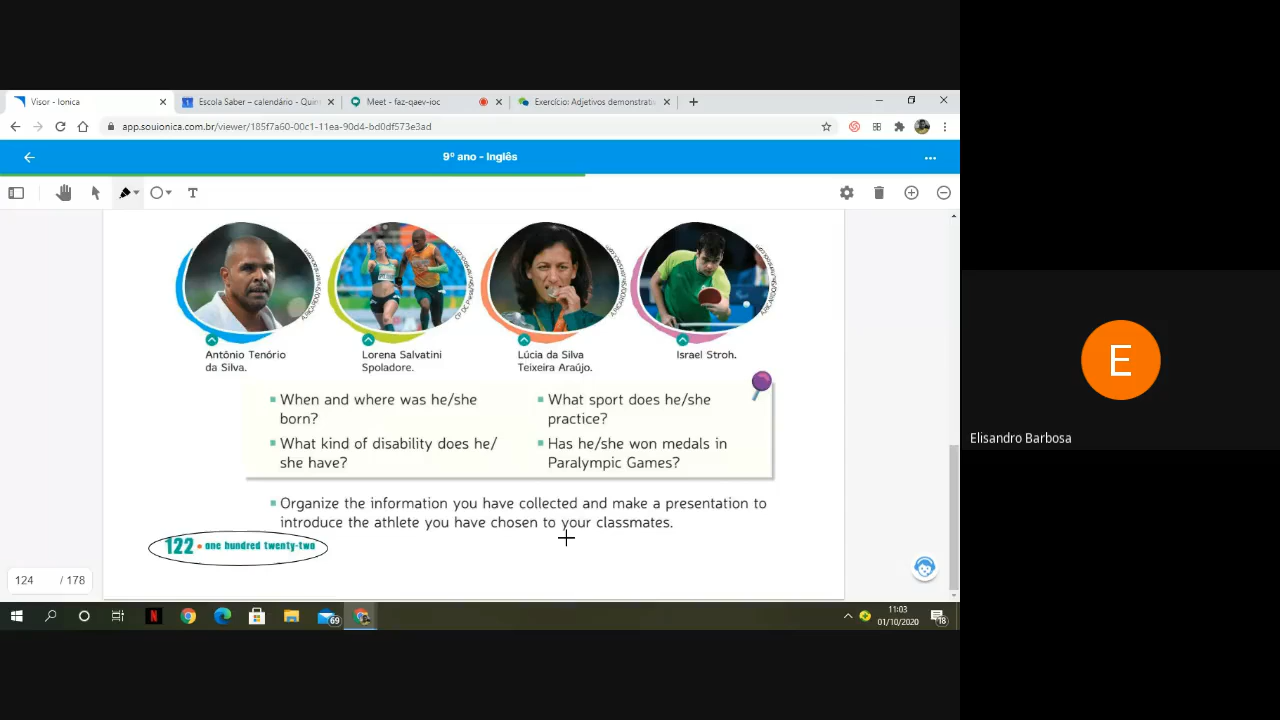 Visor - Ionica
Escola Saber – calendário - Quin
Meet - faz-qaev-ioc
Exercício: Adjetivos demonstrati
app.souionica.com.br/viewer/185f7a60-00c1-11ea-90d4-bd0df573e3ad
9º ano - Inglês
T
Antônio Tenório
da Silva.
Lorena Salvatini
Spoladore.
Lúcia da Silva
Teixeira Araújo.
Israel Stroh.
When and where was he/she
born?
What kind of disability does he/
she have?
What sport does he/she
practice?
Has he/she won medals in
Paralympic Games?
Organize the information you have collected and make a presentation to
introduce the athlete you have chosen to your classmates.
122 • one hundred twenty-two
124 / 178
69
11:03
01/10/2020
18
E
Elisandro Barbosa